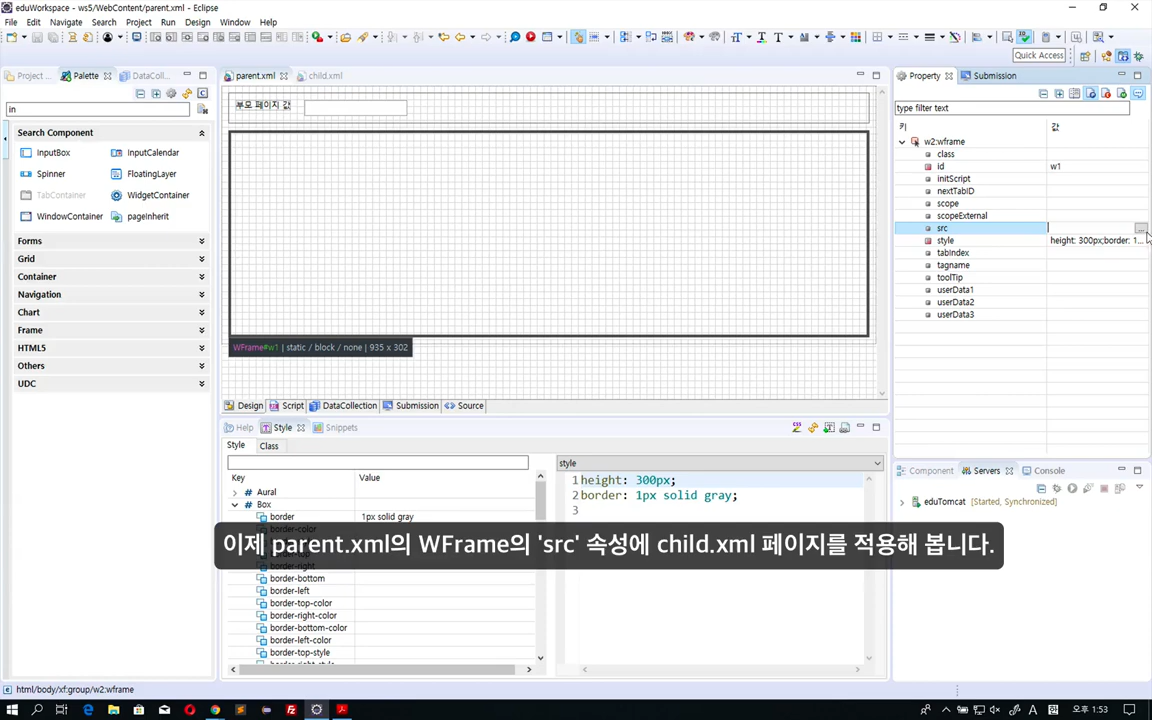 eduWorkspace - ws5/WebContent/parent.xml - Eclipse
File Edit Navigate Search Project Run Design Window Help
Quick Access
Project ... Palette DataColl...
parent.xml child.xml
Property Submission
in
type filter text
키 값
Search Component
InputBox InputCalendar
Spinner FloatingLayer
TabContainer WidgetContainer
WindowContainer pageInherit
Forms
Grid
Container
Navigation
Chart
Frame
HTML5
Others
UDC
부모 페이지 값
WFrame#w1 | static / block / none | 935 x 302
Design Script DataCollection Submission Source
w2:wframe
class
id w1
initScript
nextTabID
scope
scopeExternal
src ...
style height: 300px;border: 1...
tabIndex
tagname
toolTip
userData1
userData2
userData3
Help Style Snippets
Style Class
style
Key Value
Aural
Box
border 1px solid gray
1 height: 300px;
2 border: 1px solid gray;
3
Component Servers Console
eduTomcat [Started, Synchronized]
이제 parent.xml의 WFrame의 'src' 속성에 child.xml 페이지를 적용해 봅니다.
border-bottom
border-left
border-top-color
border-right-color
border-bottom-color
border-left-color
border-top-style
html/body/xf:group/w2:wframe
A 오후 1:53